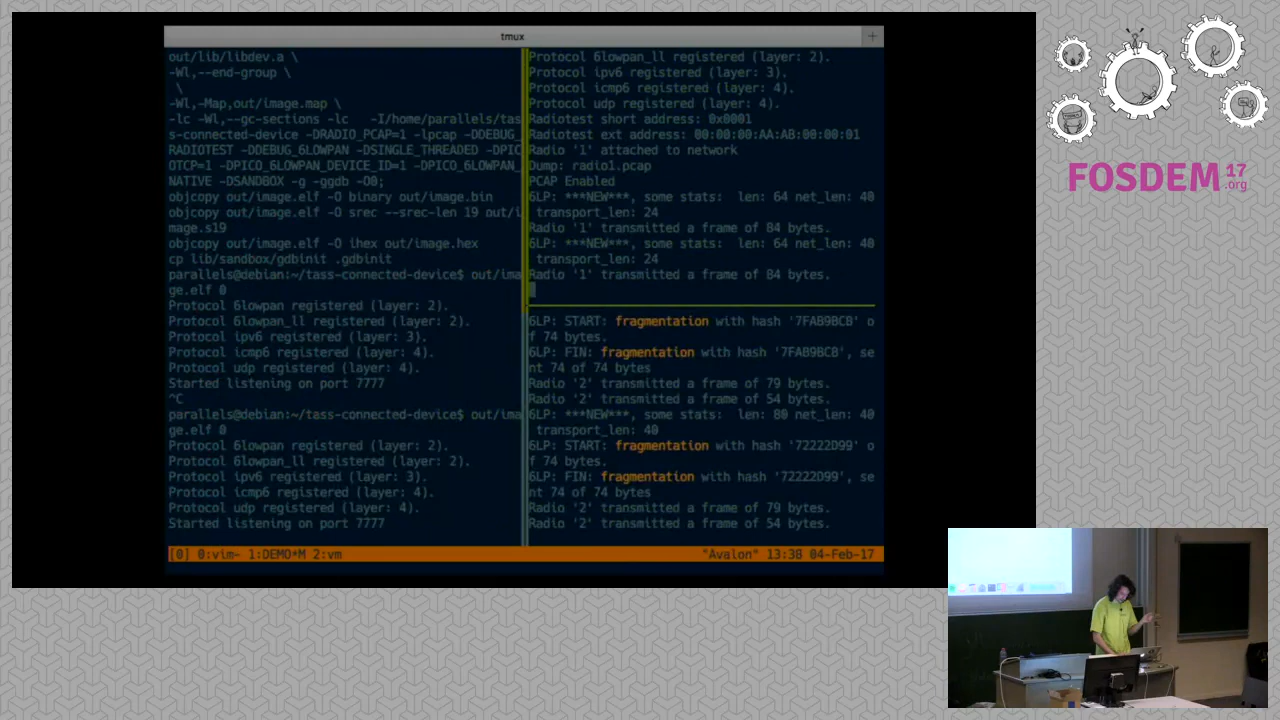 tmux
+
out/lib/libdev.a \
-Wl,--end-group \
\
-Wl,-Map,out/image.map \
-lc -Wl,--gc-sections -lc   -I/home/parallels/tas
s-connected-device -DRADIO_PCAP=1 -lpcap -DDEBUG_
RADIOTEST -DDEBUG_6LOWPAN -DSINGLE_THREADED -DPIC
OTCP=1 -DPICO_6LOWPAN_DEVICE_ID=1 -DPICO_6LOWPAN_
NATIVE -DSANDBOX -g -ggdb -O0;
objcopy out/image.elf -O binary out/image.bin
objcopy out/image.elf -O srec --srec-len 19 out/i
mage.s19
objcopy out/image.elf -O ihex out/image.hex
cp lib/sandbox/gdbinit .gdbinit
parallels@debian:~/tass-connected-device$ out/ima
ge.elf 0
Protocol 6lowpan registered (layer: 2).
Protocol 6lowpan_ll registered (layer: 2).
Protocol ipv6 registered (layer: 3).
Protocol icmp6 registered (layer: 4).
Protocol udp registered (layer: 4).
Started listening on port 7777
^C
parallels@debian:~/tass-connected-device$ out/ima
ge.elf 0
Protocol 6lowpan registered (layer: 2).
Protocol 6lowpan_ll registered (layer: 2).
Protocol ipv6 registered (layer: 3).
Protocol icmp6 registered (layer: 4).
Protocol udp registered (layer: 4).
Started listening on port 7777
Protocol 6lowpan_ll registered (layer: 2).
Protocol ipv6 registered (layer: 3).
Protocol icmp6 registered (layer: 4).
Protocol udp registered (layer: 4).
Radiotest short address: 0x0001
Radiotest ext address: 00:00:00:AA:AB:00:00:01
Radio '1' attached to network
Dump: radio1.pcap
PCAP Enabled
6LP: ***NEW***, some stats:  len: 64 net_len: 40
transport_len: 24
Radio '1' transmitted a frame of 84 bytes.
6LP: ***NEW***, some stats:  len: 64 net_len: 40
transport_len: 24
Radio '1' transmitted a frame of 84 bytes.
6LP: START: fragmentation with hash '7FAB9BC8' o
f 74 bytes.
6LP: FIN: fragmentation with hash '7FAB9BC8', se
nt 74 of 74 bytes
Radio '2' transmitted a frame of 79 bytes.
Radio '2' transmitted a frame of 54 bytes.
6LP: ***NEW***, some stats:  len: 80 net_len: 40
transport_len: 40
6LP: START: fragmentation with hash '72222D99' o
f 74 bytes.
6LP: FIN: fragmentation with hash '72222D99', se
nt 74 of 74 bytes
Radio '2' transmitted a frame of 79 bytes.
Radio '2' transmitted a frame of 54 bytes.
[0] 0:vim- 1:DEMO*M 2:vm
"Avalon" 13:38 04-Feb-17
FOSDEM 17
.org